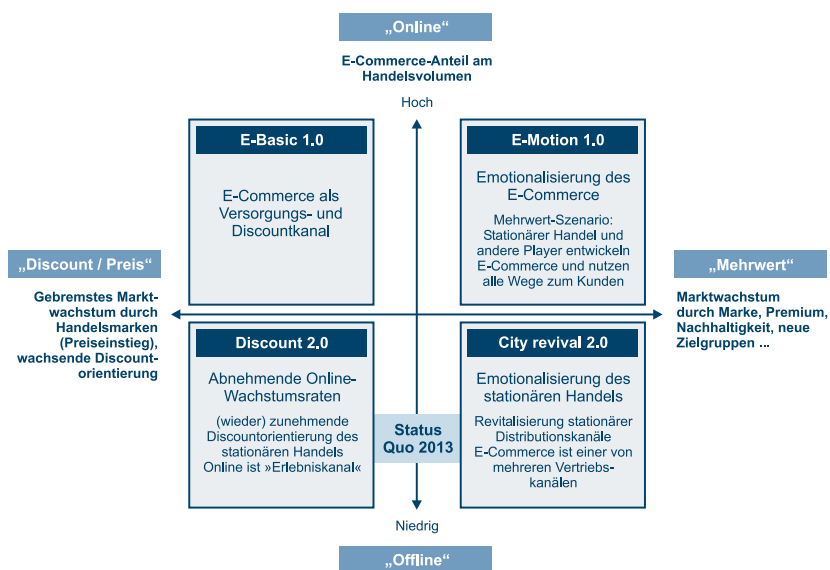 „Online“
E-Commerce-Anteil am
Handelsvolumen
Hoch
E-Basic 1.0
E-Commerce als
Versorgungs- und
Discountkanal
E-Motion 1.0
Emotionalisierung des
E-Commerce
Mehrwert-Szenario:
Stationärer Handel und
andere Player entwickeln
E-Commerce und nutzen
alle Wege zum Kunden
„Discount / Preis“
Gebremstes Markt-
wachstum durch
Handelsmarken
(Preiseinstieg),
wachsende Discount-
orientierung
„Mehrwert“
Marktwachstum
durch Marke, Premium,
Nachhaltigkeit, neue
Zielgruppen ...
Discount 2.0
Abnehmende Online-
Wachstumsraten
(wieder) zunehmende
Discountorientierung des
stationären Handels
Online ist »Erlebniskanal«
Status
Quo 2013
City revival 2.0
Emotionalisierung des
stationären Handels
Revitalisierung stationärer
Distributionskanäle
E-Commerce ist einer von
mehreren Vertriebs-
kanälen
Niedrig
„Offline“